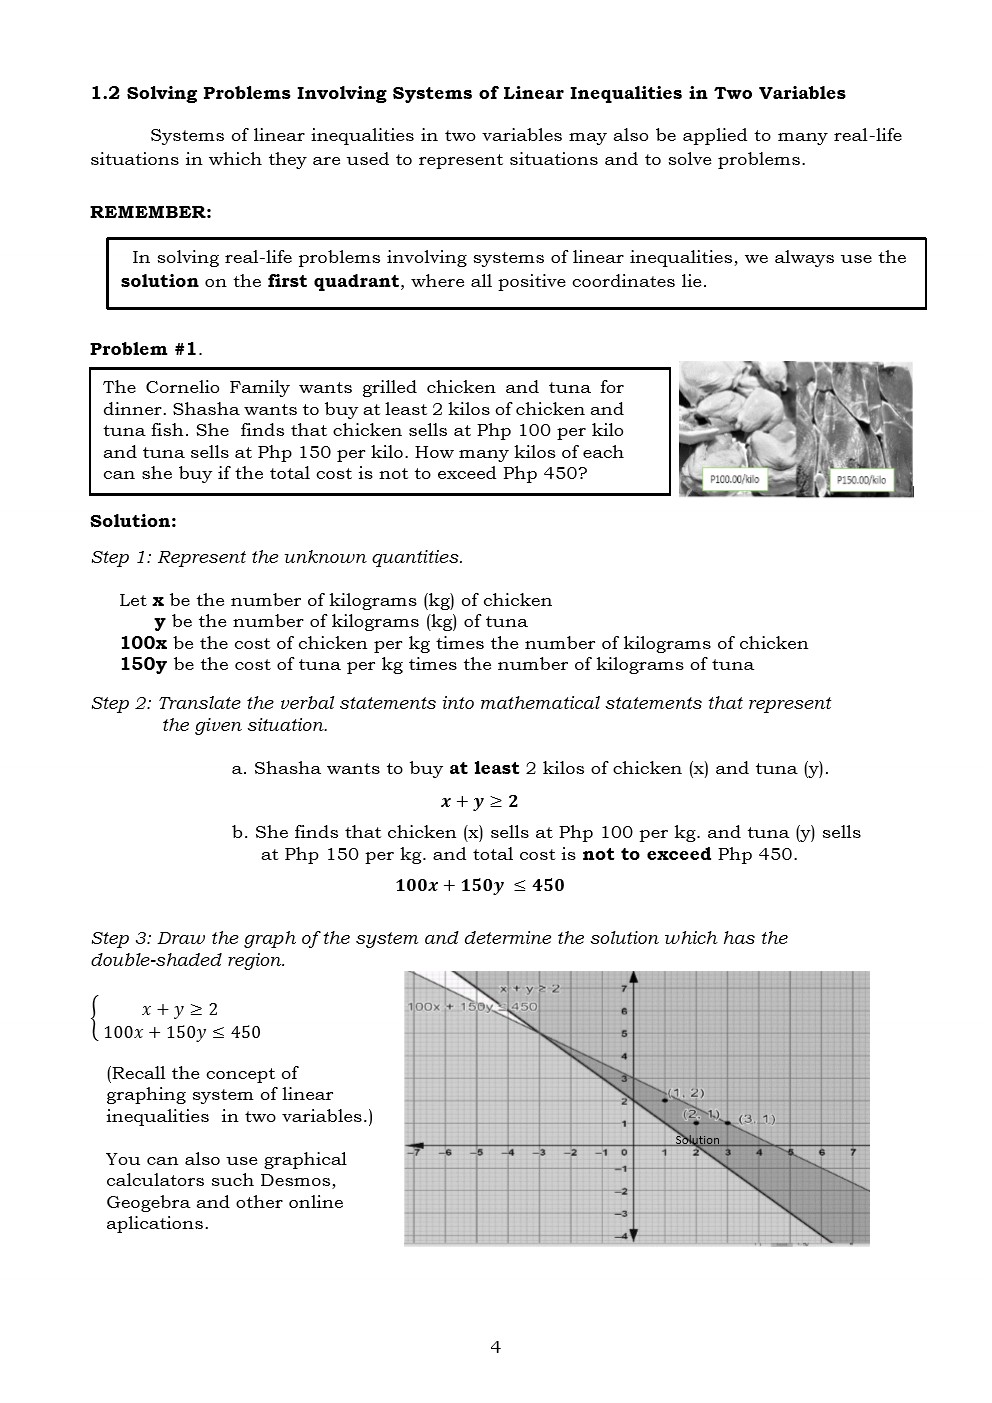 1.2 Solving Problems Involving Systems of Linear Inequalities in Two Variables
Systems of linear inequalities in two variables may also be applied to many real-life
situations in which they are used to represent situations and to solve problems.
REMEMBER:
In solving real-life problems involving systems of linear inequalities, we always use the
solution on the first quadrant, where all positive coordinates lie.
Problem #1.
The Cornelio Family wants grilled chicken and tuna for
dinner. Shasha wants to buy at least 2 kilos of chicken and
tuna fish. She finds that chicken sells at Php 100 per kilo
and tuna sells at Php 150 per kilo. How many kilos of each
can she buy if the total cost is not to exceed Php 450?
P100.00/kilo
P150.00/kilo
Solution:
Step 1: Represent the unknown quantities.
Let x be the number of kilograms (kg) of chicken
y be the number of kilograms (kg) of tuna
100x be the cost of chicken per kg times the number of kilograms of chicken
150y be the cost of tuna per kg times the number of kilograms of tuna
Step 2: Translate the verbal statements into mathematical statements that represent
the given situation.
a. Shasha wants to buy at least 2 kilos of chicken (x) and tuna (y).
x + y ≥ 2
b. She finds that chicken (x) sells at Php 100 per kg. and tuna (y) sells
at Php 150 per kg. and total cost is not to exceed Php 450.
100x + 150y ≤ 450
Step 3: Draw the graph of the system and determine the solution which has the
double-shaded region.
x + y ≥ 2
100x + 150y ≤ 450
(Recall the concept of
graphing system of linear
inequalities in two variables.)
You can also use graphical
calculators such Desmos,
Geogebra and other online
aplications.
x + y ≥ 2
100x + 150y ≤ 450
7
6
5
4
3
2
1
(1, 2)
(2, 1)
(3, 1)
Solution
-7 -6 -5 -4 -3 -2 -1 0 1 2 3 4 5 6 7
-1
-2
-3
-4
4